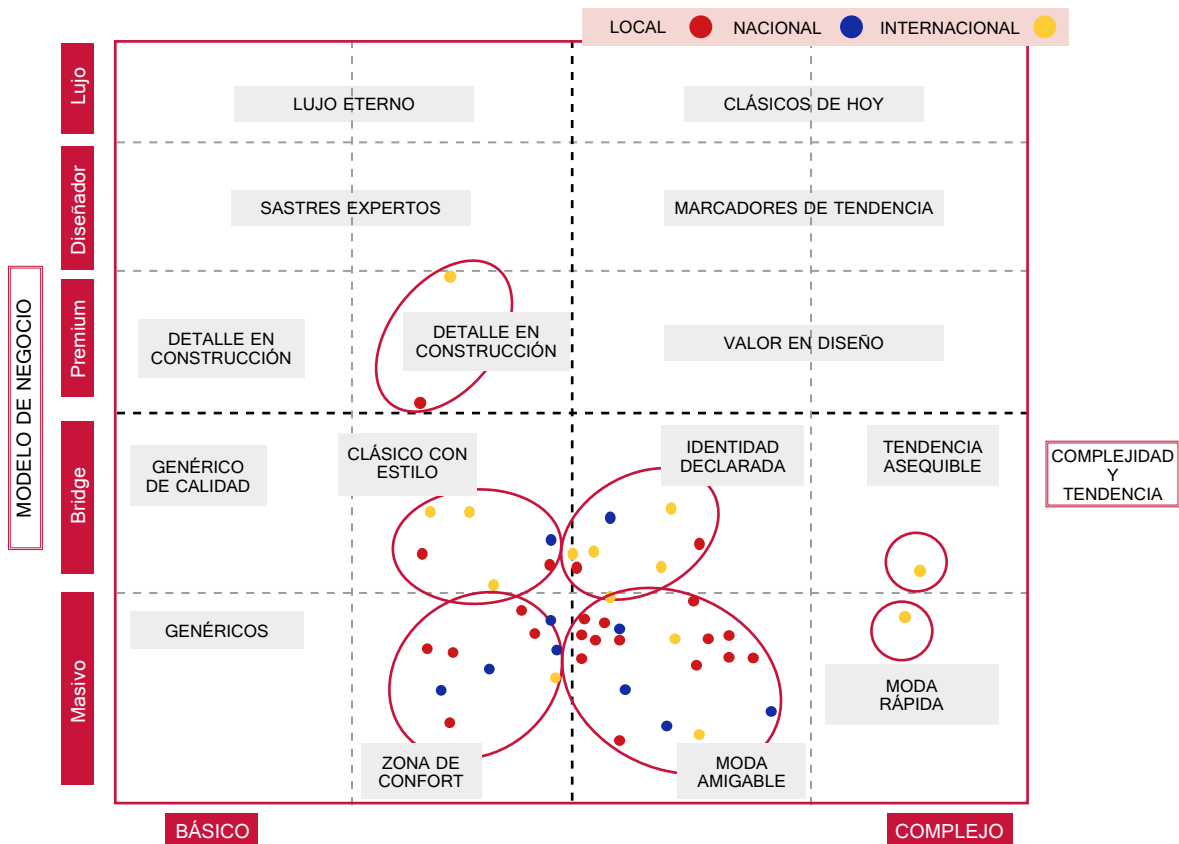 LOCAL NACIONAL INTERNACIONAL
Lujo
LUJO ETERNO
CLÁSICOS DE HOY
Diseñador
SASTRES EXPERTOS
MARCADORES DE TENDENCIA
MODELO DE NEGOCIO
Premium
DETALLE EN
CONSTRUCCIÓN
DETALLE EN
CONSTRUCCIÓN
VALOR EN DISEÑO
Bridge
GENÉRICO
DE CALIDAD
CLÁSICO CON
ESTILO
IDENTIDAD
DECLARADA
TENDENCIA
ASEQUIBLE
COMPLEJIDAD
Y
TENDENCIA
Masivo
GENÉRICOS
ZONA DE
CONFORT
MODA
AMIGABLE
MODA
RÁPIDA
BÁSICO
COMPLEJO